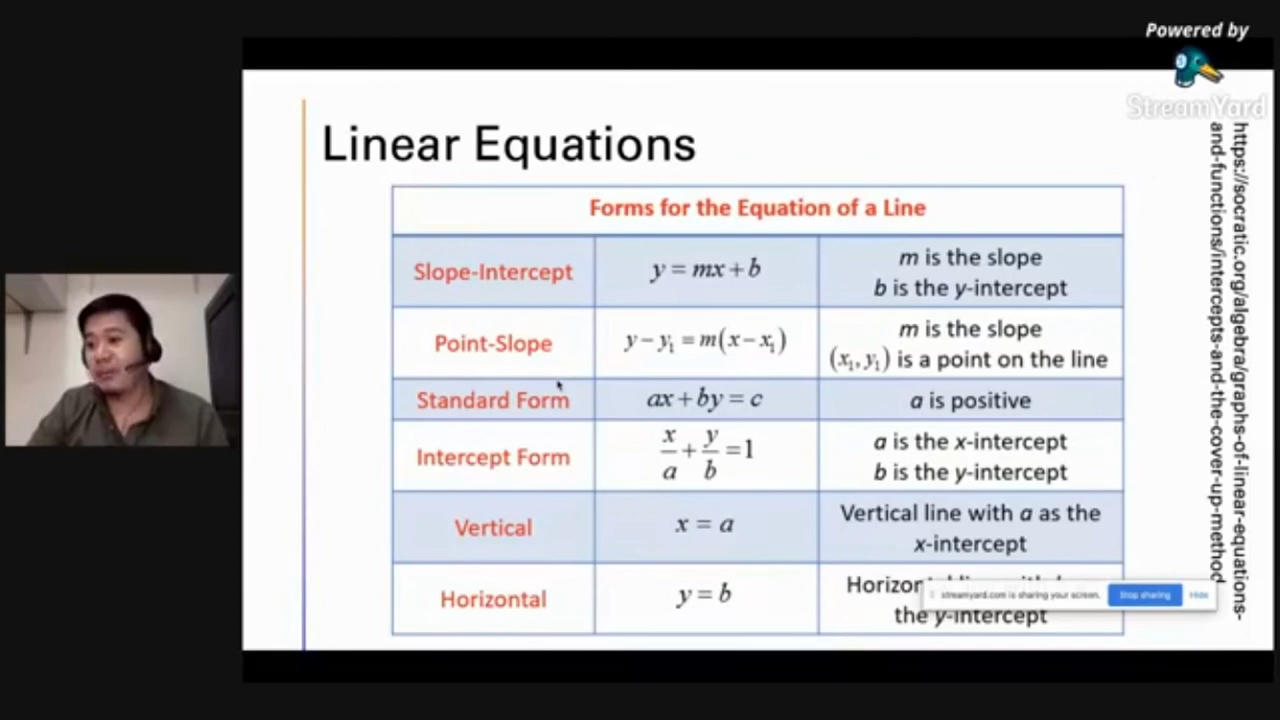 Powered by
StreamYard
Linear Equations
Forms for the Equation of a Line
Slope-Intercept
y = mx + b
m is the slope
b is the y-intercept
Point-Slope
y − y₁ = m(x − x₁)
m is the slope
(x₁, y₁) is a point on the line
Standard Form
ax + by = c
a is positive
Intercept Form
x/a + y/b = 1
a is the x-intercept
b is the y-intercept
Vertical
x = a
Vertical line with a as the
x-intercept
Horizontal
y = b
the y-intercept
streamyard.com is sharing your screen.
Stop sharing
Hide
https://socratic.org/algebra/graphs-of-linear-equations-
and-functions/intercepts-and-the-cover-up-method